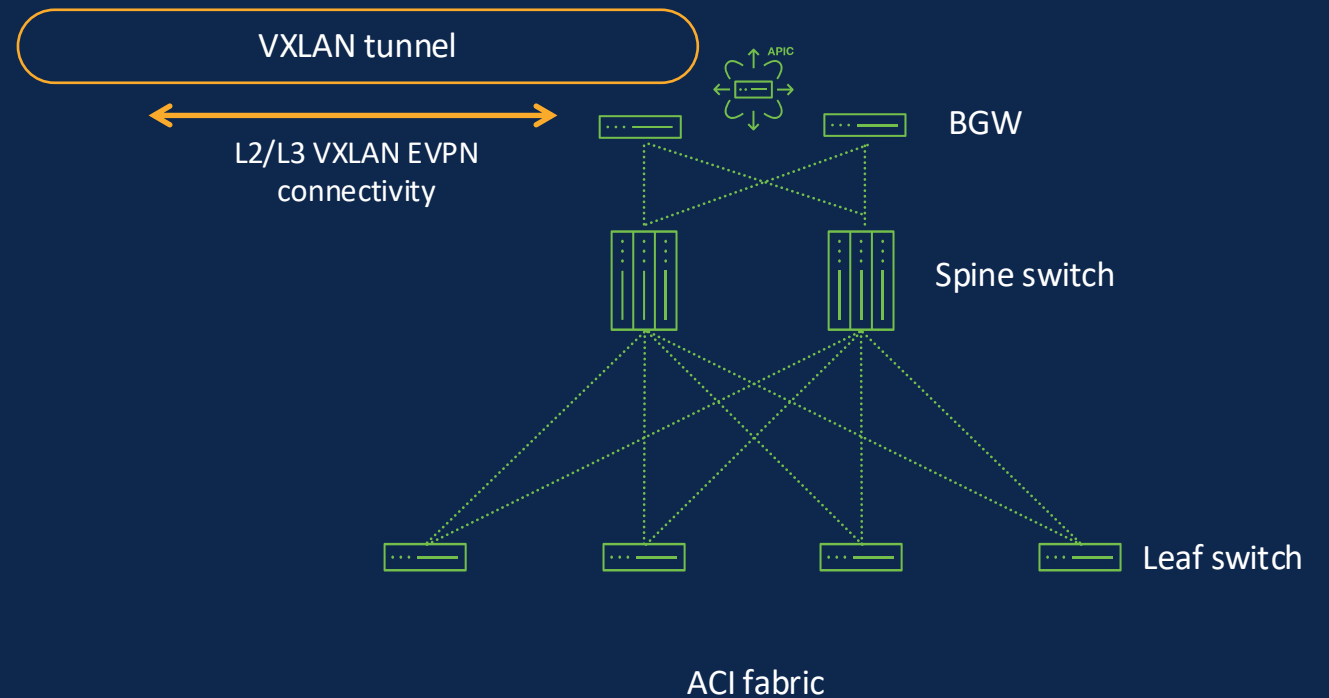 VXLAN tunnel
APIC
BGW
L2/L3 VXLAN EVPN
connectivity
Spine switch
Leaf switch
ACI fabric